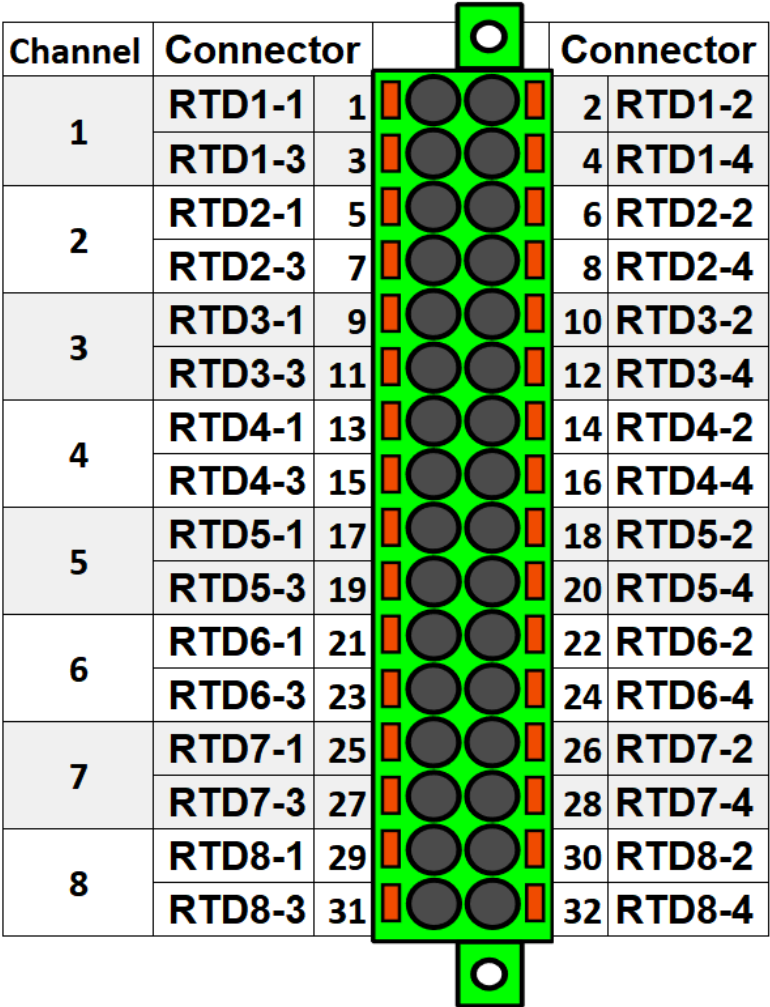 Channel Connector Connector
1
RTD1-1 1 2 RTD1-2
RTD1-3 3 4 RTD1-4
2
RTD2-1 5 6 RTD2-2
RTD2-3 7 8 RTD2-4
3
RTD3-1 9 10 RTD3-2
RTD3-3 11 12 RTD3-4
4
RTD4-1 13 14 RTD4-2
RTD4-3 15 16 RTD4-4
5
RTD5-1 17 18 RTD5-2
RTD5-3 19 20 RTD5-4
6
RTD6-1 21 22 RTD6-2
RTD6-3 23 24 RTD6-4
7
RTD7-1 25 26 RTD7-2
RTD7-3 27 28 RTD7-4
8
RTD8-1 29 30 RTD8-2
RTD8-3 31 32 RTD8-4